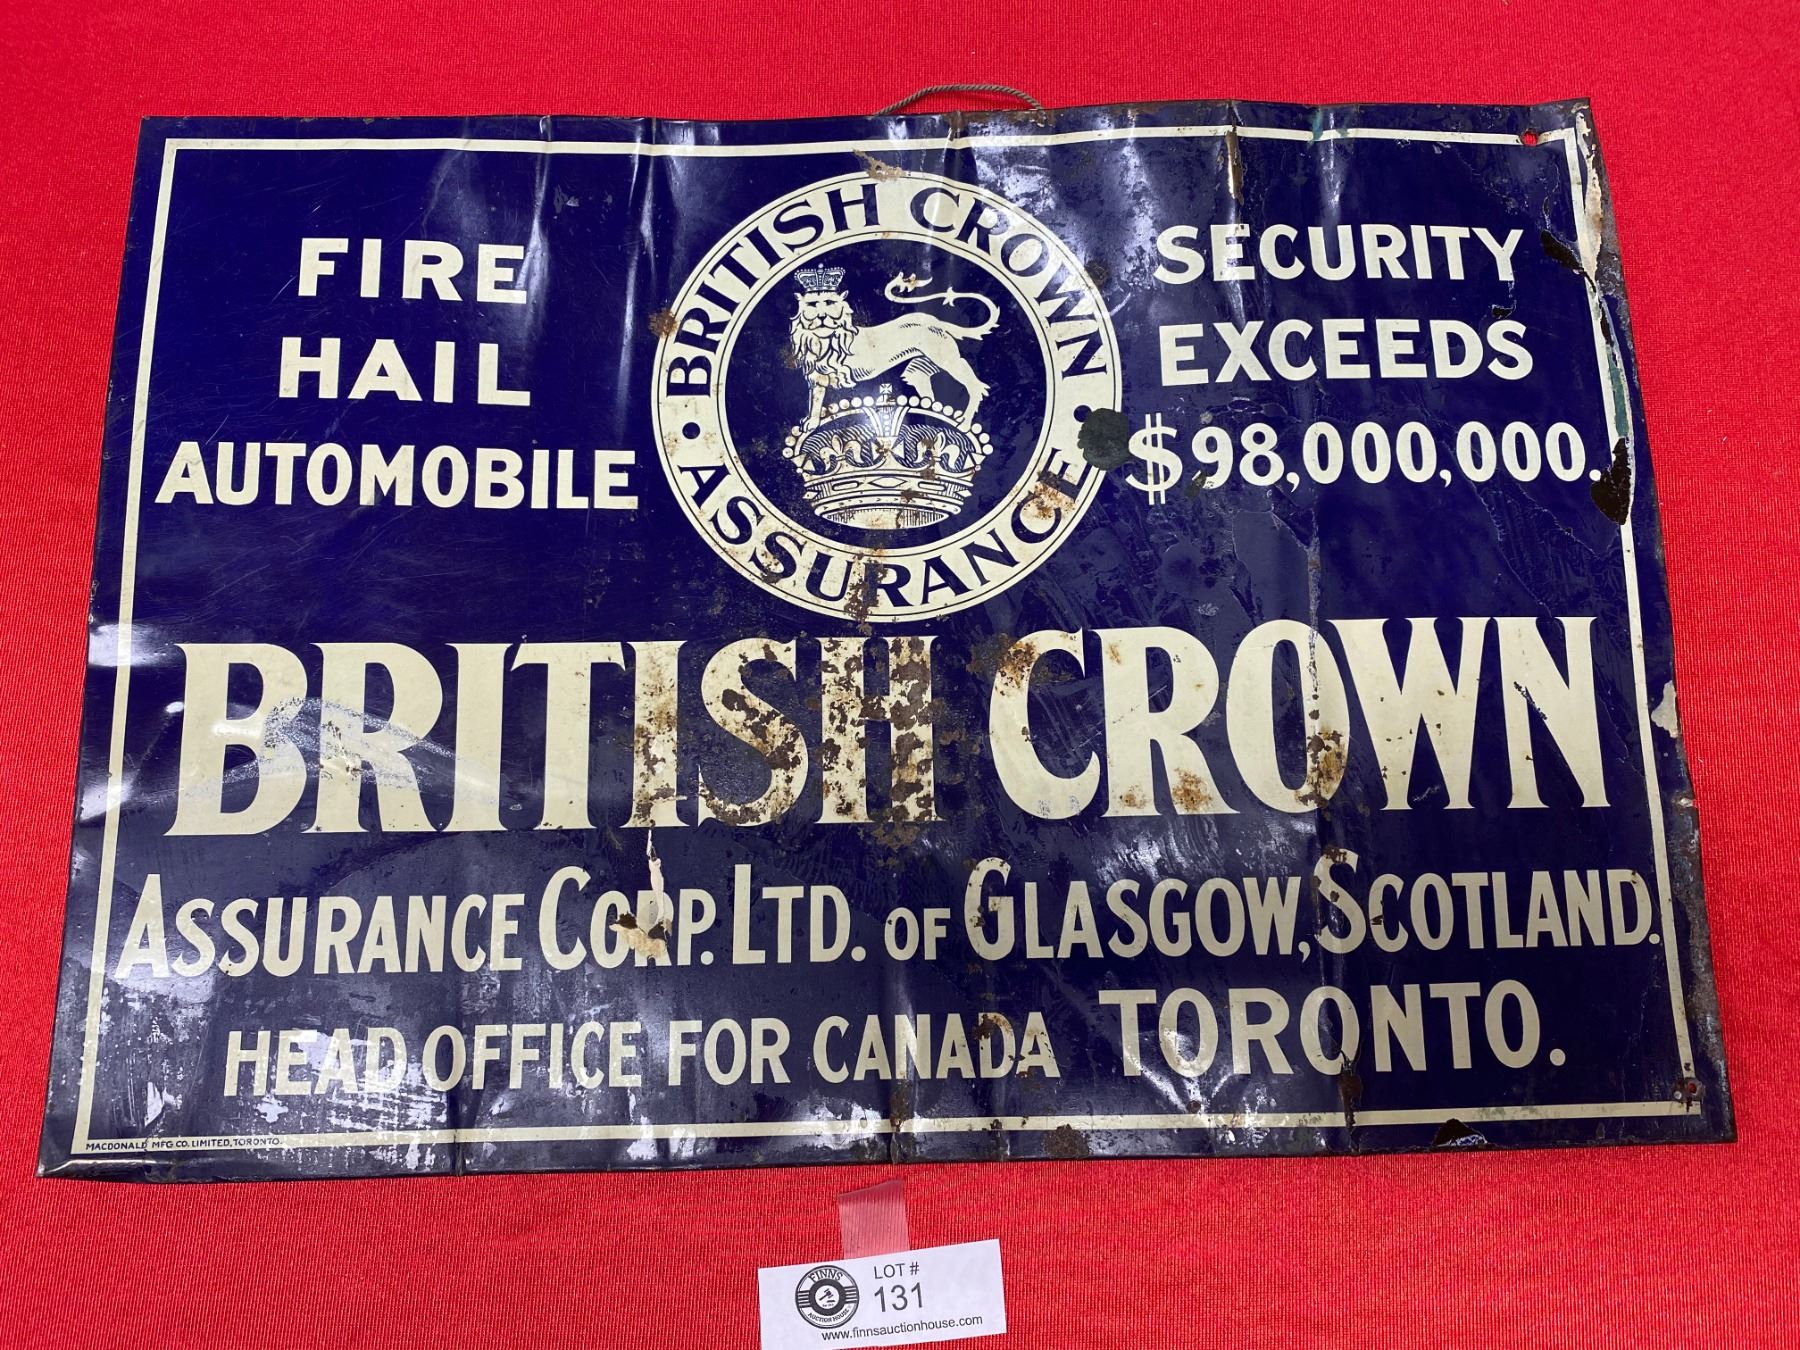 FIRE
HAIL
AUTOMOBILE
BRITISH CROWN
• ASSURANCE •
SECURITY
EXCEEDS
$98,000,000.
BRITISH CROWN
ASSURANCE CORP. LTD. OF GLASGOW, SCOTLAND.
HEAD OFFICE FOR CANADA TORONTO.
MACDONALD MFG. CO. LIMITED, TORONTO.
FINNS
AUCTION HOUSE
LOT #
131
www.finnsauctionhouse.com